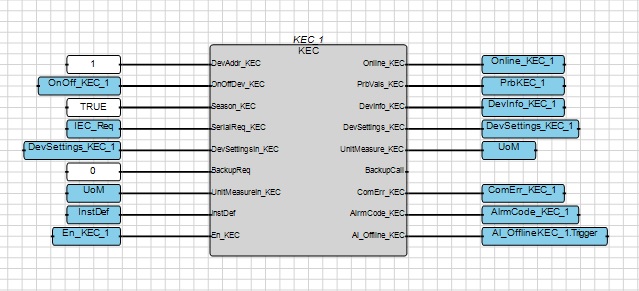 KEC 1
KEC
1 DevAddr_KEC Online_KEC Online_KEC_1
OnOff_KEC_1 OnOffDev_KEC PrbVals_KEC PrbKEC_1
TRUE Season_KEC DevInfo_KEC DevInfo_KEC_1
IEC_Req SerialReq_KEC DevSettings_KEC DevSettings_KEC_1
DevSettings_KEC_1 DevSettingsIn_KEC UnitMeasure_KEC UoM
0 BackupReq BackupCall
UoM UnitMeasureIn_KEC ComErr_KEC ComErr_KEC_1
InstDef InstDef AlrmCode_KEC AlrmCode_KEC_1
En_KEC_1 En_KEC Al_Offline_KEC Al_OfflineKEC_1.Trigger